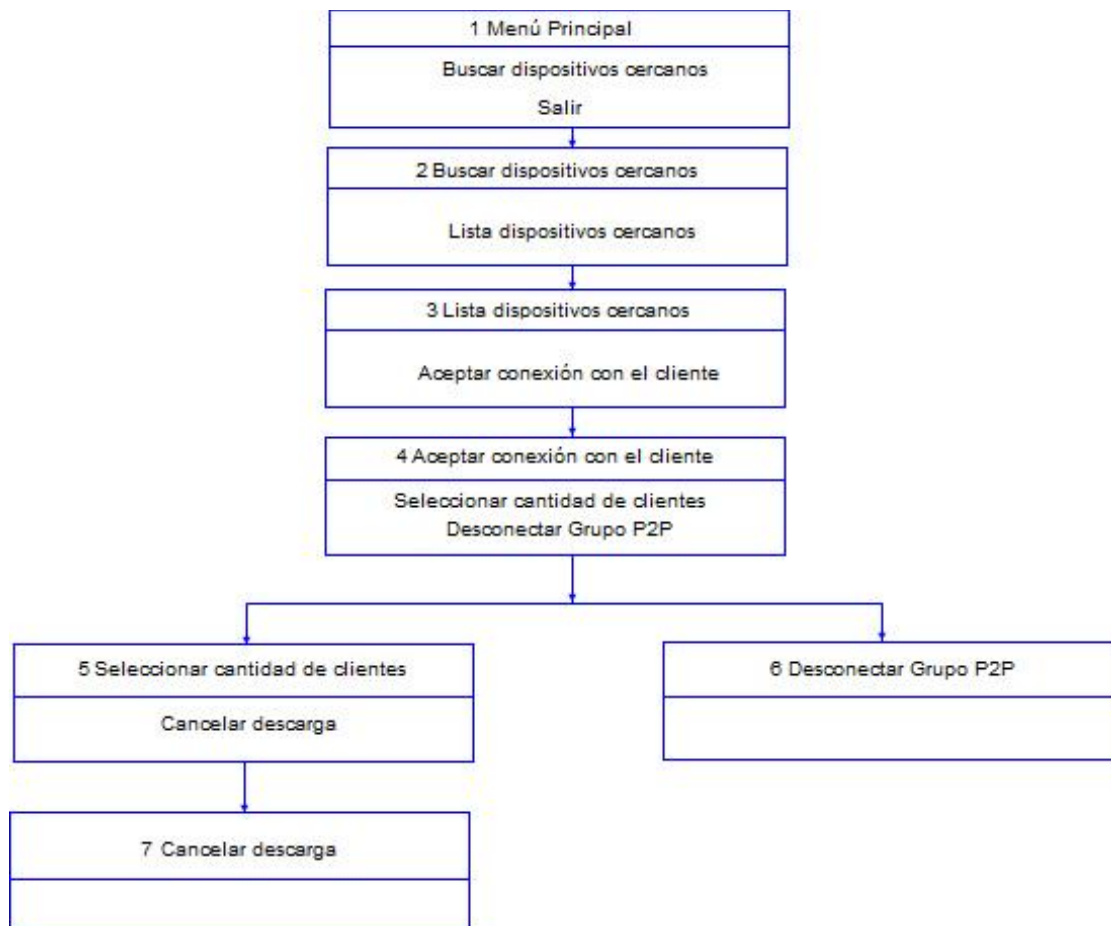 1 Menú Principal
Buscar dispositivos cercanos
Salir
2 Buscar dispositivos cercanos
Lista dispositivos cercanos
3 Lista dispositivos cercanos
Aceptar conexión con el cliente
4 Aceptar conexión con el cliente
Seleccionar cantidad de clientes
Desconectar Grupo P2P
5 Seleccionar cantidad de clientes
Cancelar descarga
6 Desconectar Grupo P2P
7 Cancelar descarga